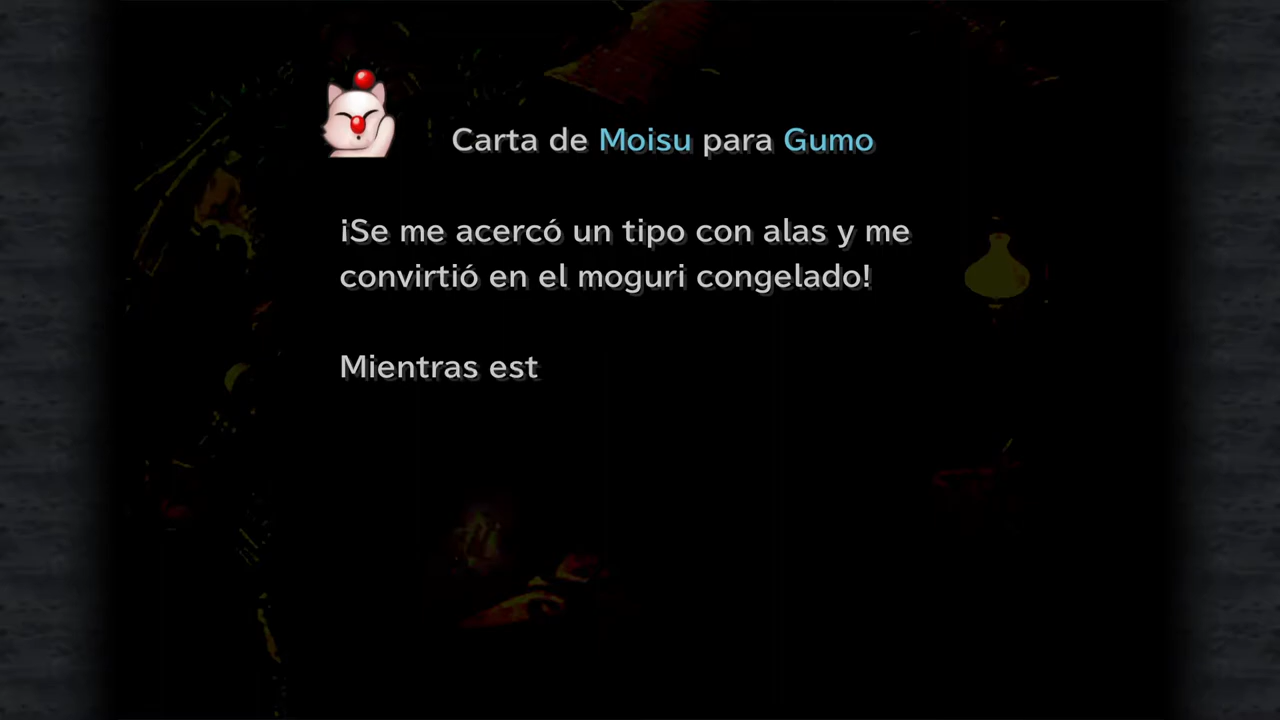 Carta de Moisu para Gumo
¡Se me acercó un tipo con alas y me
convirtió en el moguri congelado!
Mientras est